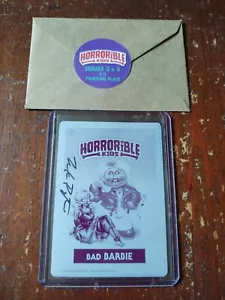 HORRORIBLE
KIDS
SERIES 3 & 4
1/1
PRINTING PLATE
HORRORIBLE
KIDS
BAD BARBIE